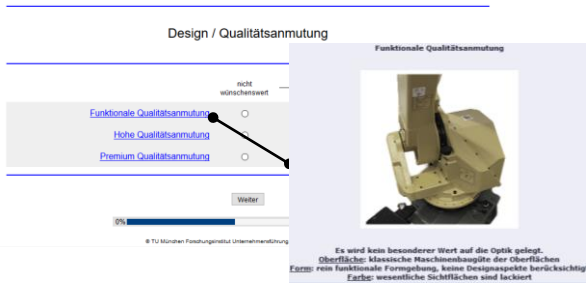 Design / Qualitätsanmutung
nicht
wünschenswert
Funktionale Qualitätsanmutung
Hohe Qualitätsanmutung
Premium Qualitätsanmutung
Weiter
0%
© TU München Forschungsinstitut Unternehmensführung,
Funktionale Qualitätsanmutung
Es wird kein besonderer Wert auf die Optik gelegt.
Oberfläche: klassische Maschinenbaugüte der Oberflächen
Form: rein funktionale Formgebung, keine Designaspekte berücksichtigt
Farbe: wesentliche Sichtflächen sind lackiert